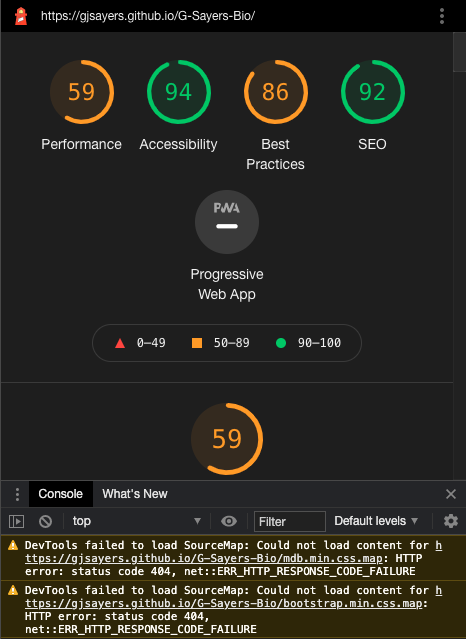 https://gjsayers.github.io/G-Sayers-Bio/
59 94 86 92
Performance Accessibility Best Practices SEO
PWA
Progressive
Web App
0–49 50–89 90–100
59
Console What's New
top Filter Default levels
DevTools failed to load SourceMap: Could not load content for h
ttps://gjsayers.github.io/G-Sayers-Bio/mdb.min.css.map: HTTP
error: status code 404, net::ERR_HTTP_RESPONSE_CODE_FAILURE
DevTools failed to load SourceMap: Could not load content for h
ttps://gjsayers.github.io/G-Sayers-Bio/bootstrap.min.css.map:
HTTP error: status code 404,
net::ERR_HTTP_RESPONSE_CODE_FAILURE